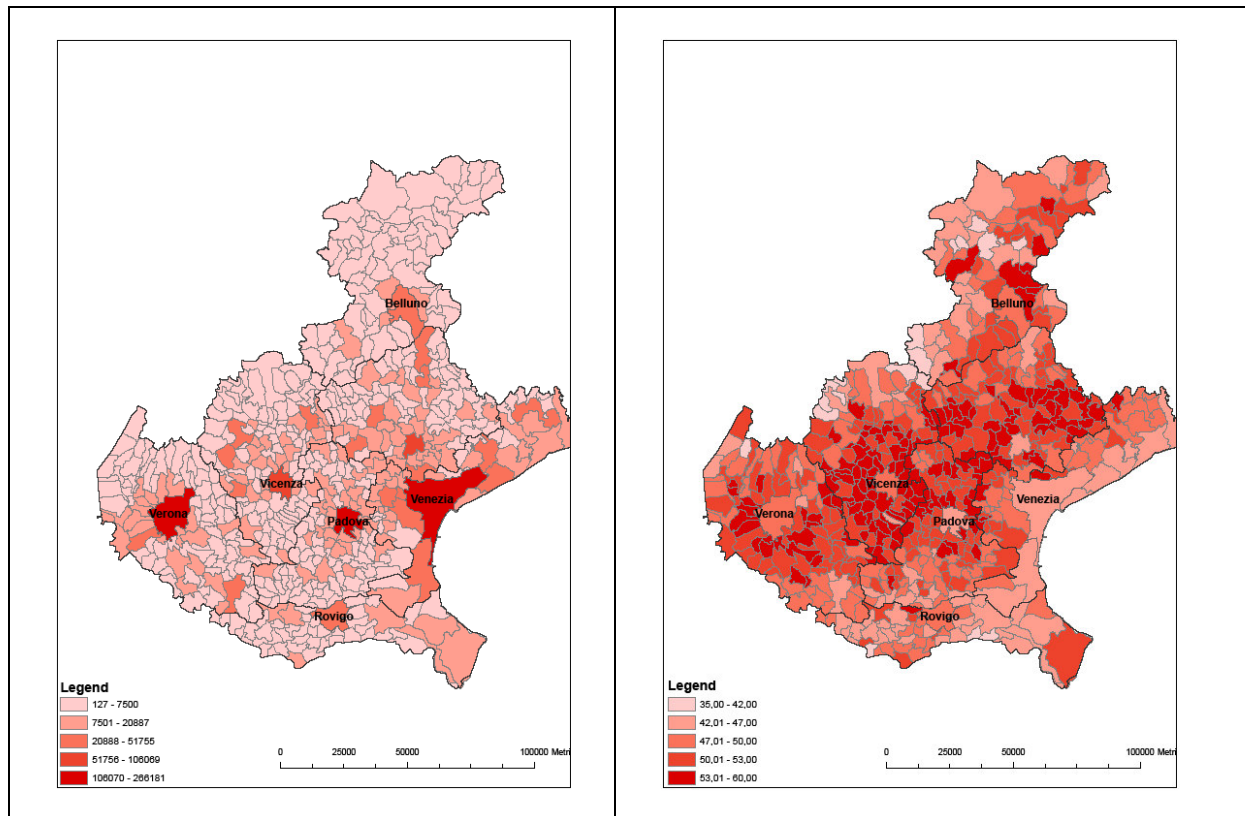 Belluno
Vicenza
Venezia
Verona
Padova
Rovigo
Legend
127 - 7500
7501 - 20887
20888 - 51755
51756 - 106069
106070 - 266181
0 25000 50000 100000 Metri
Belluno
Vicenza
Venezia
Verona
Padova
Rovigo
Legend
35,00 - 42,00
42,01 - 47,00
47,01 - 50,00
50,01 - 53,00
53,01 - 60,00
0 25000 50000 100000 Metri